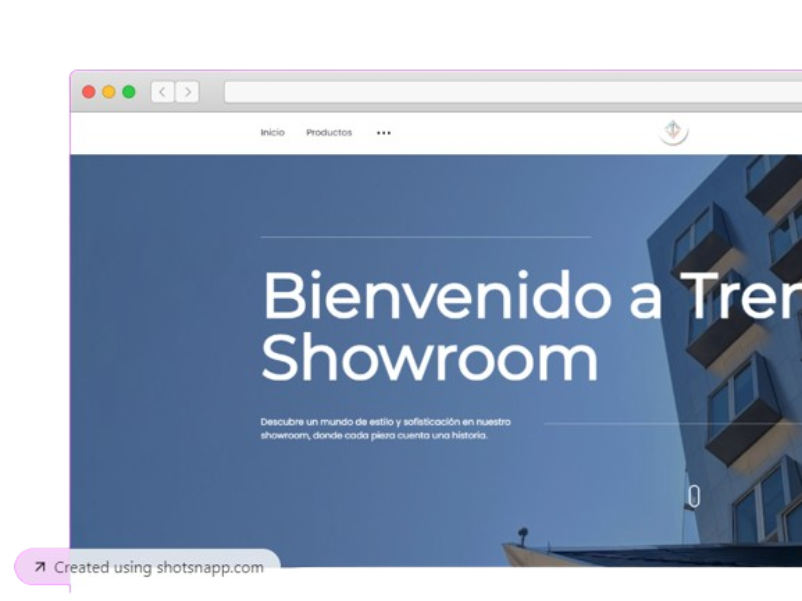 Inicio Productos •••
Bienvenido a Tren
Showroom
Descubre un mundo de estilo y sofisticación en nuestro
showroom, donde cada pieza cuenta una historia.
Created using shotsnapp.com